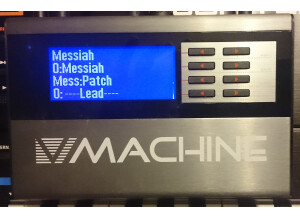 Messiah
0:Messiah
Mess:Patch
0: ----Lead----
VMACHINE